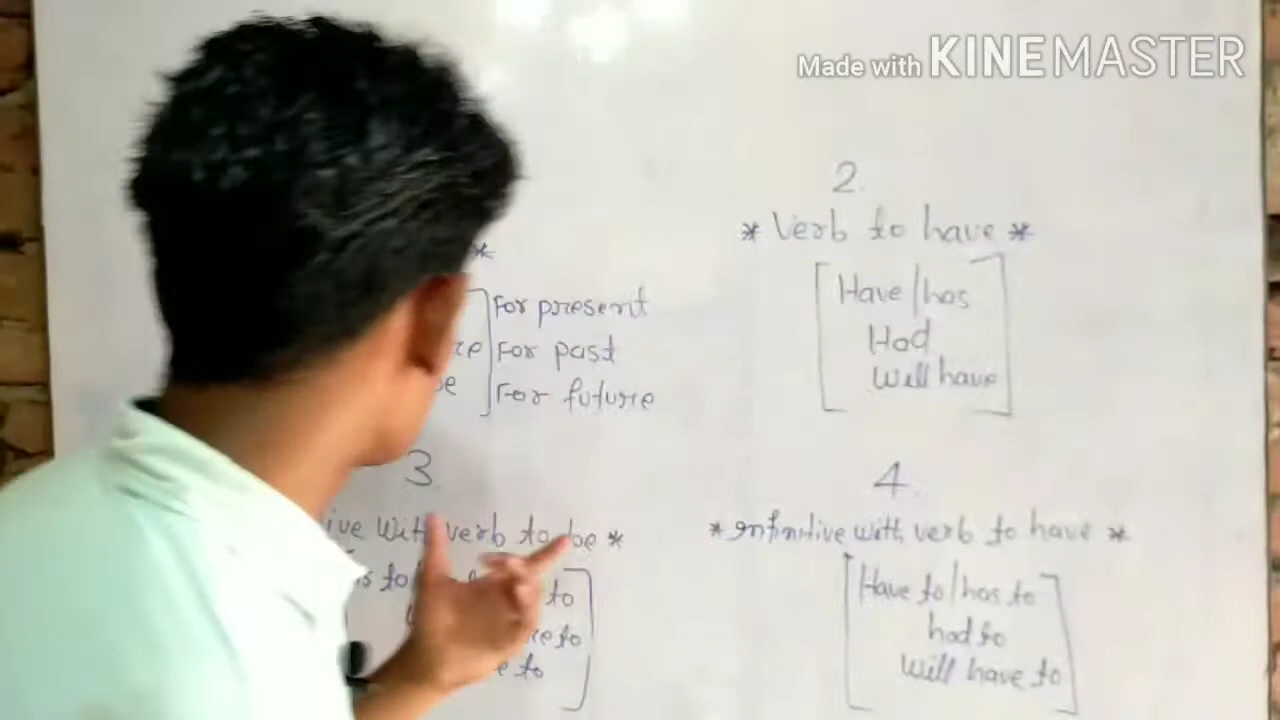 Made with KINEMASTER
2.
* Verb to have *
Have/has
Had
Will have
*
For present
For past
For future
3.
with verb to be *
to
to
to
4.
* Infinitive with verb to have *
Have to/has to
had to
will have to